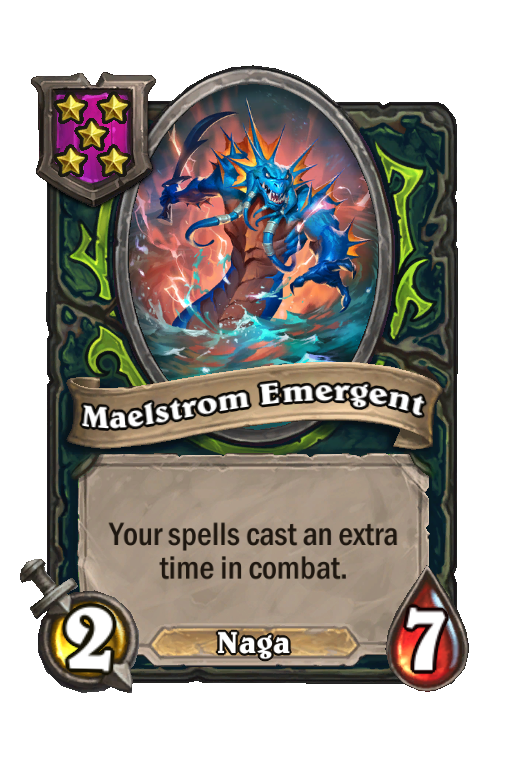 Maelstrom Emergent
Your spells cast an extra
time in combat.
2
Naga
7